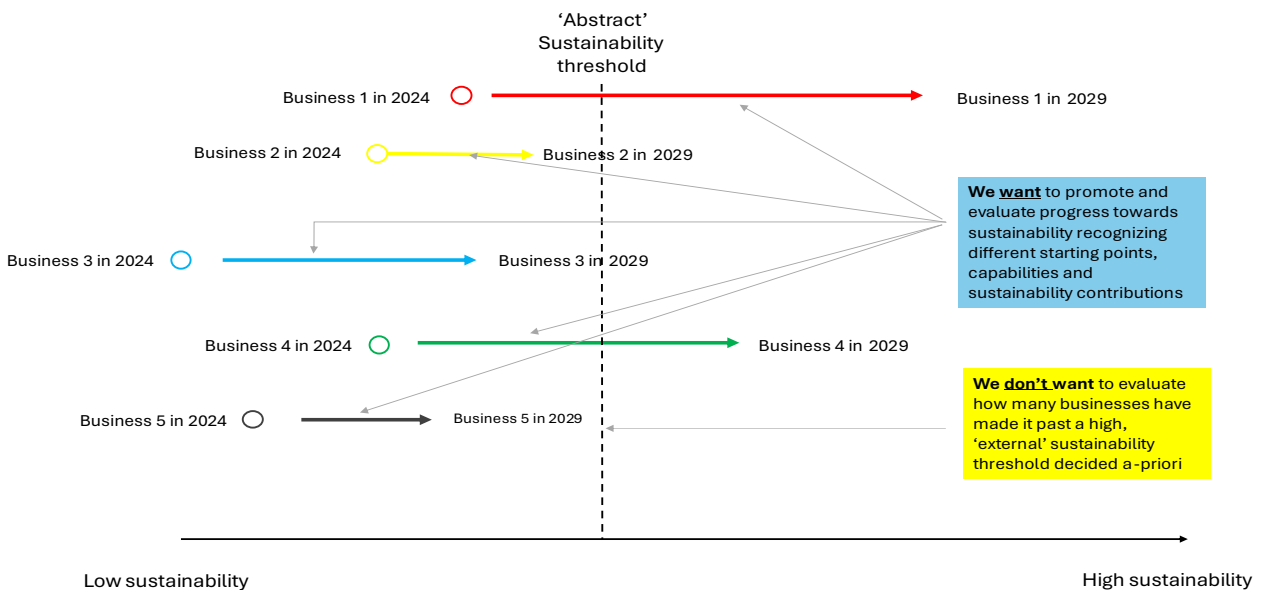 ‘Abstract’
Sustainability
threshold
Business 1 in 2024
Business 1 in 2029
Business 2 in 2024
Business 2 in 2029
We want to promote and
evaluate progress towards
sustainability recognizing
different starting points,
capabilities and
sustainability contributions
Business 3 in 2024
Business 3 in 2029
Business 4 in 2024
Business 4 in 2029
We don’t want to evaluate
how many businesses have
made it past a high,
‘external’ sustainability
threshold decided a-priori
Business 5 in 2024
Business 5 in 2029
Low sustainability
High sustainability